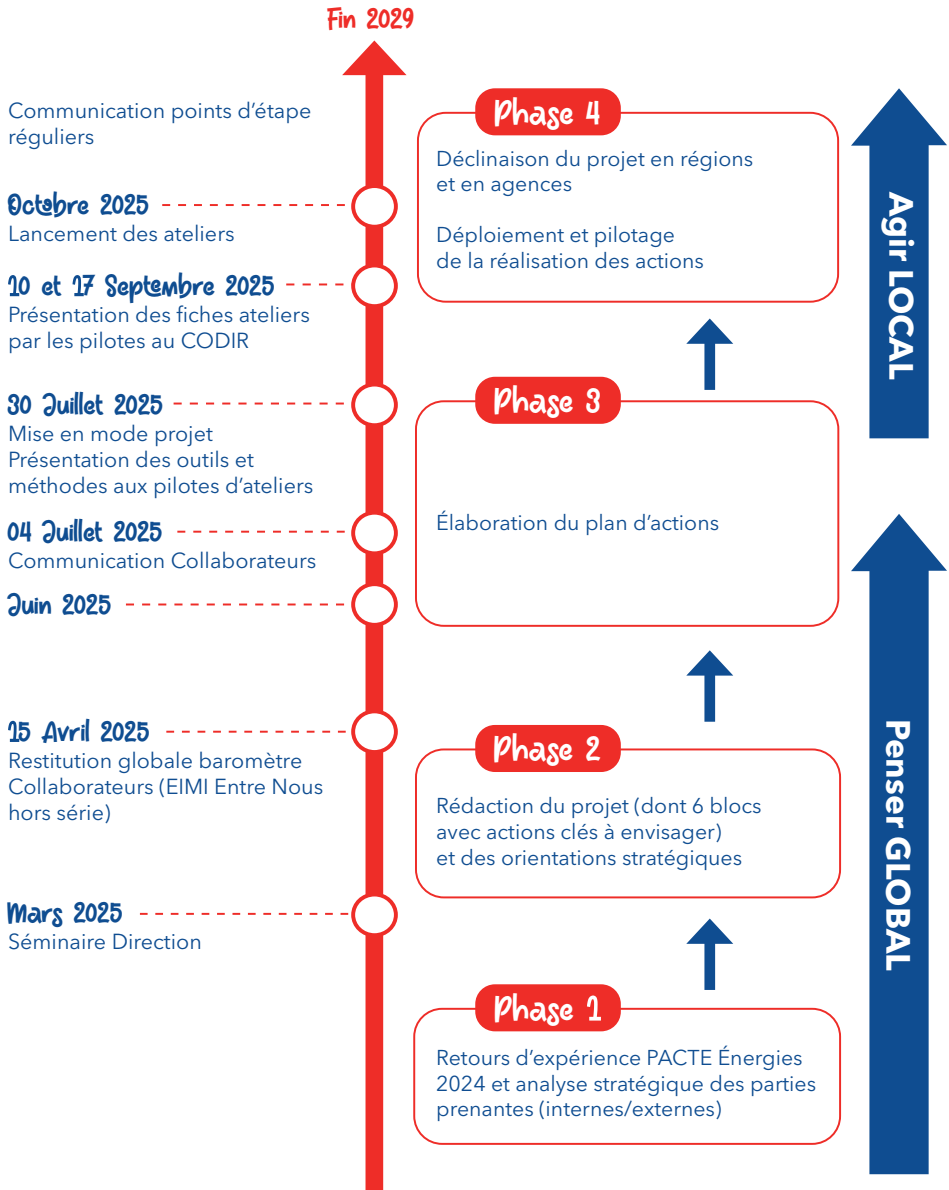 Fin 2029
Communication points d'étape
réguliers
Octobre 2025
Lancement des ateliers
10 et 17 Septembre 2025
Présentation des fiches ateliers
par les pilotes au CODIR
30 Juillet 2025
Mise en mode projet
Présentation des outils et
méthodes aux pilotes d'ateliers
04 Juillet 2025
Communication Collaborateurs
Juin 2025
15 Avril 2025
Restitution globale baromètre
Collaborateurs (EIMI Entre Nous
hors série)
Mars 2025
Séminaire Direction
Phase 4
Déclinaison du projet en régions
et en agences
Déploiement et pilotage
de la réalisation des actions
Phase 3
Élaboration du plan d'actions
Phase 2
Rédaction du projet (dont 6 blocs
avec actions clés à envisager)
et des orientations stratégiques
Phase 1
Retours d'expérience PACTE Énergies
2024 et analyse stratégique des parties
prenantes (internes/externes)
Agir LOCAL
Penser GLOBAL